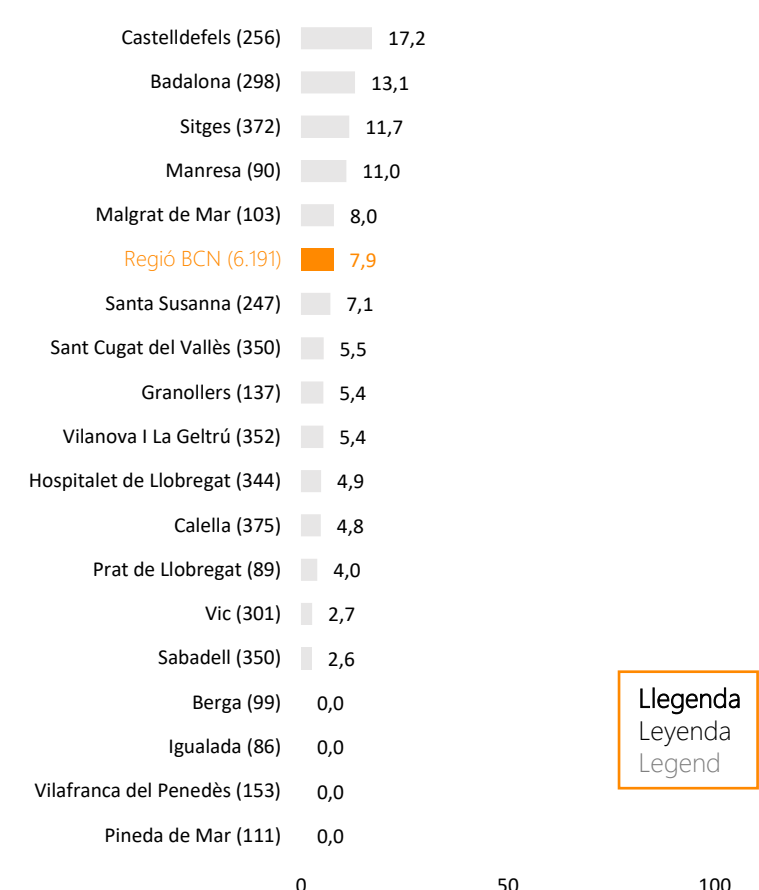 Castelldefels (256) 17,2
Badalona (298) 13,1
Sitges (372) 11,7
Manresa (90) 11,0
Malgrat de Mar (103) 8,0
Regió BCN (6.191) 7,9
Santa Susanna (247) 7,1
Sant Cugat del Vallès (350) 5,5
Granollers (137) 5,4
Vilanova I La Geltrú (352) 5,4
Hospitalet de Llobregat (344) 4,9
Calella (375) 4,8
Prat de Llobregat (89) 4,0
Vic (301) 2,7
Sabadell (350) 2,6
Berga (99) 0,0
Igualada (86) 0,0
Vilafranca del Penedès (153) 0,0
Pineda de Mar (111) 0,0
Llegenda
Leyenda
Legend
0 50 100